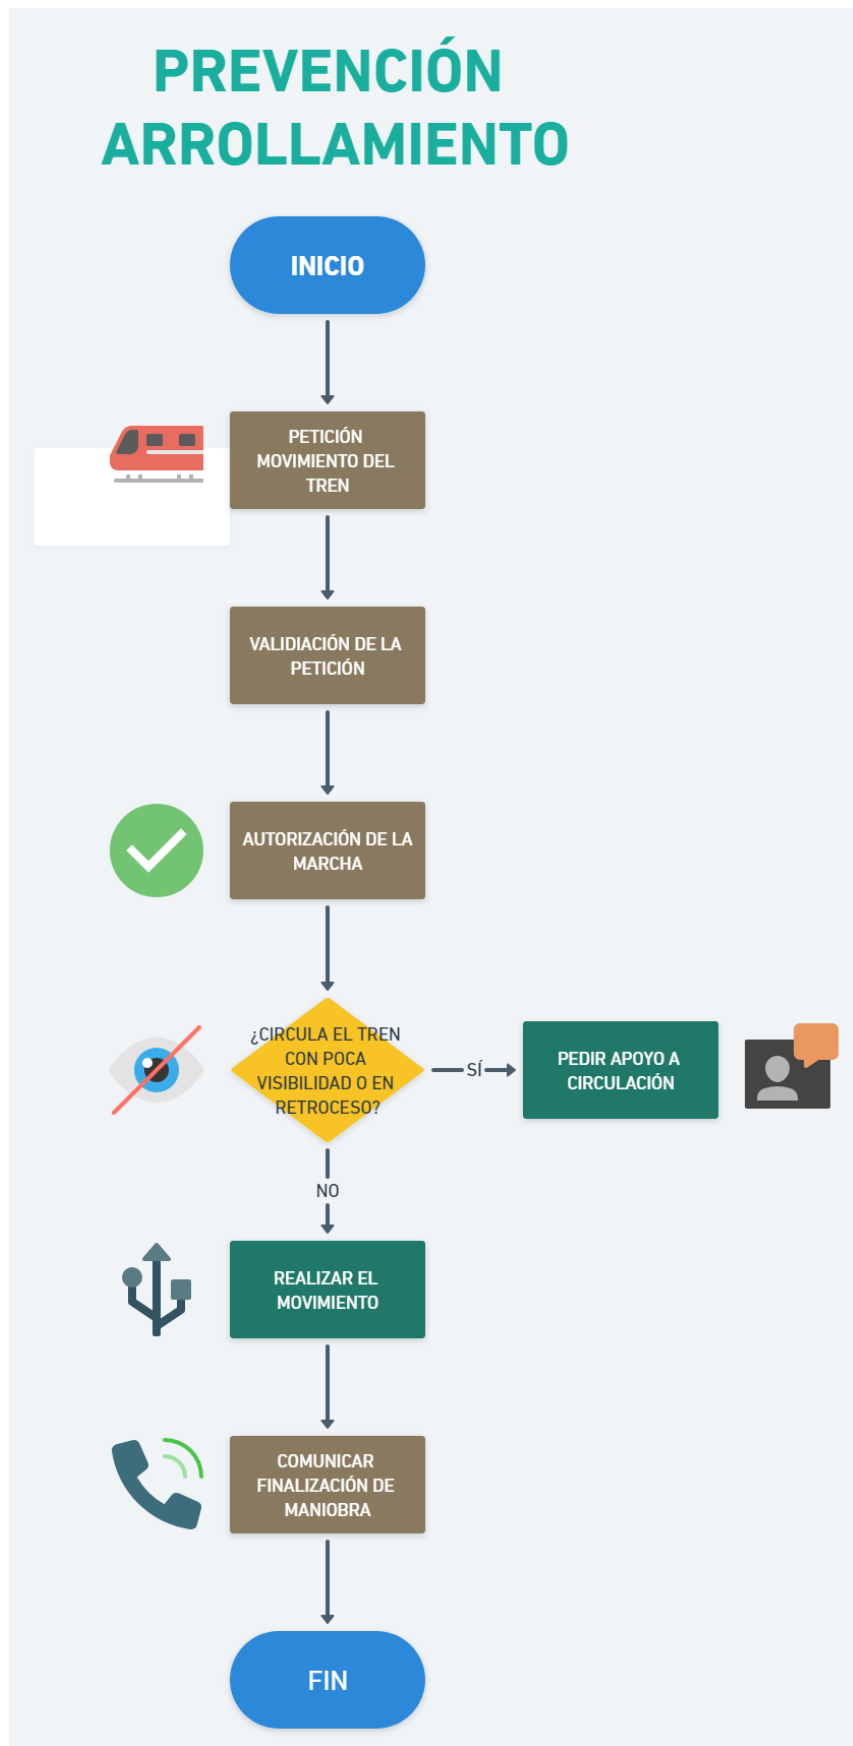 PREVENCIÓN
ARROLLAMIENTO
INICIO
PETICIÓN
MOVIMIENTO DEL
TREN
VALIDIACIÓN DE LA
PETICIÓN
AUTORIZACIÓN DE LA
MARCHA
¿CIRCULA EL TREN
CON POCA
VISIBILIDAD O EN
RETROCESO?
SÍ
PEDIR APOYO A
CIRCULACIÓN
NO
REALIZAR EL
MOVIMIENTO
COMUNICAR
FINALIZACIÓN DE
MANIOBRA
FIN